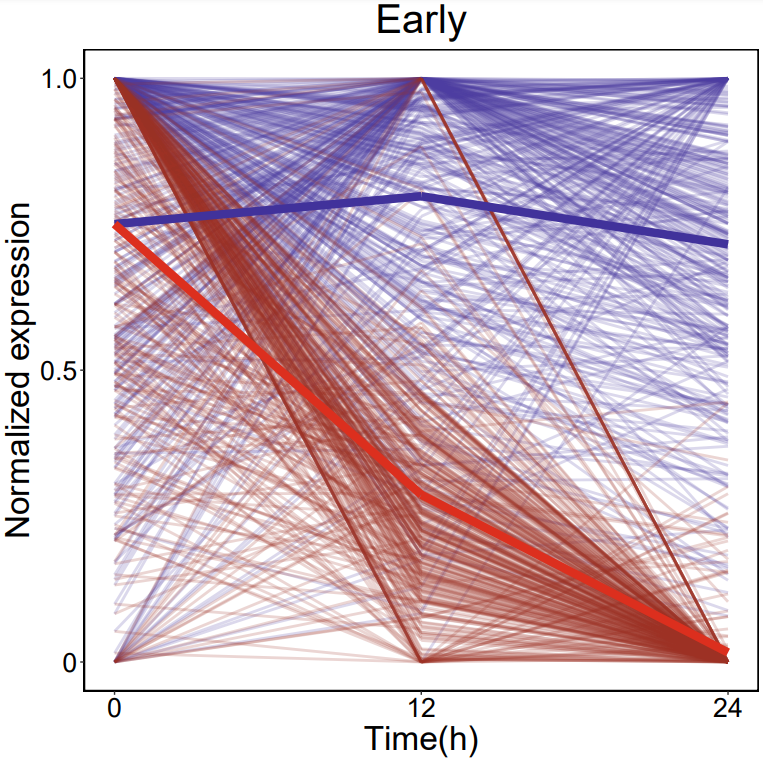 Early
Normalized expression
1.0
0.5
0
0 12 24
Time(h)